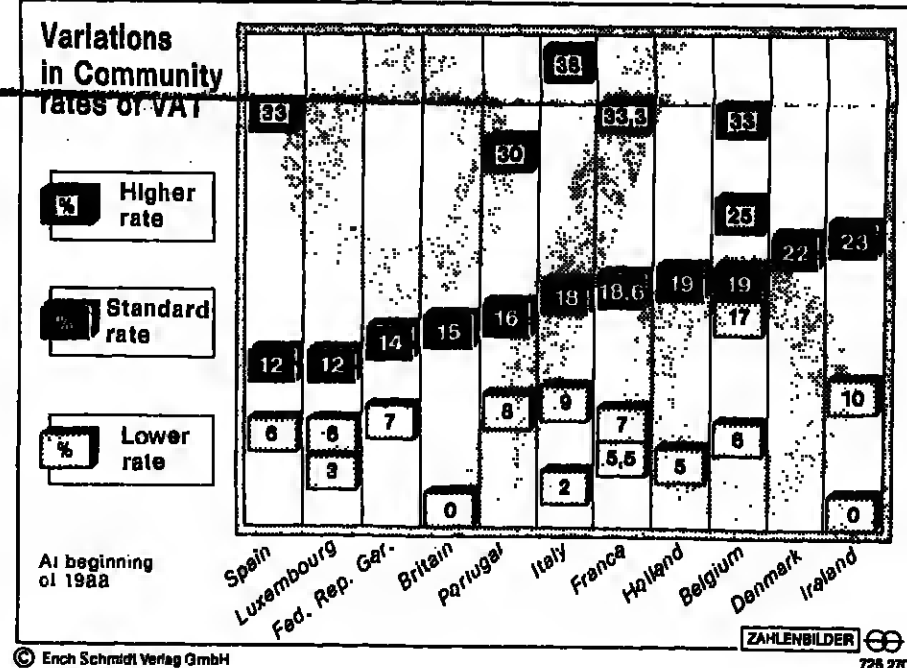 Variations
in Community
rates of VAT
% Higher
rate
% Standard
rate
% Lower
rate
At beginning
of 1988
38
33 33,3 33
30
25
12 12 14 15 16 18 18.6 19 19 22 23
17
6 6 7 8 9 7 6 10
3 5,5 5
0 2 0
Spain Luxembourg Fed. Rep. Ger. Britain Portugal Italy France Holland Belgium Denmark Ireland
ZAHLENBILDER
© Erich Schmidt Verlag GmbH